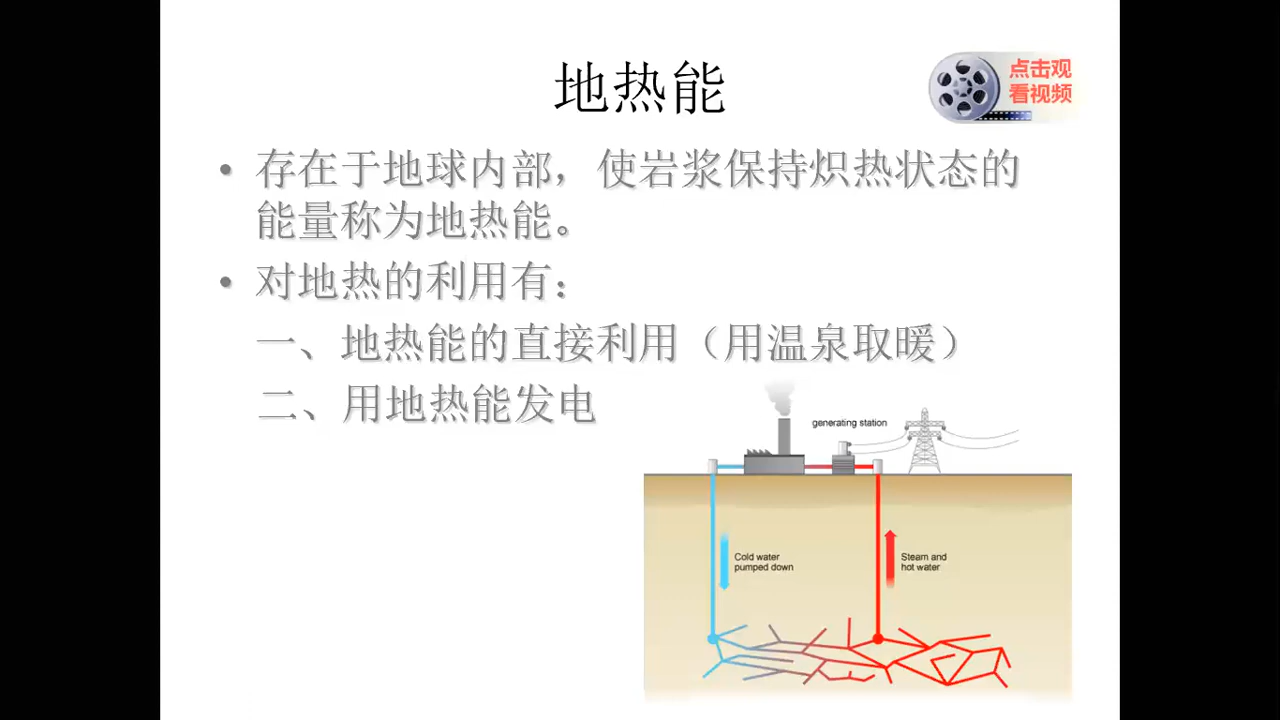 地热能
点击观
看视频
• 存在于地球内部，使岩浆保持炽热状态的
能量称为地热能。
• 对地热的利用有：
一、地热能的直接利用（用温泉取暖）
二、用地热能发电
generating station
Cold water
pumped down
Steam and
hot water